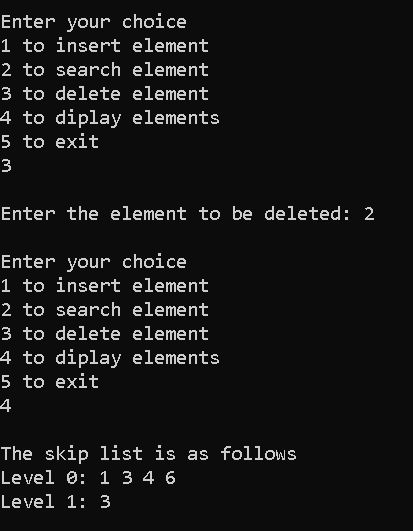 Enter your choice
1 to insert element
2 to search element
3 to delete element
4 to diplay elements
5 to exit
3
Enter the element to be deleted: 2
Enter your choice
1 to insert element
2 to search element
3 to delete element
4 to diplay elements
5 to exit
4
The skip list is as follows
Level 0: 1 3 4 6
Level 1: 3